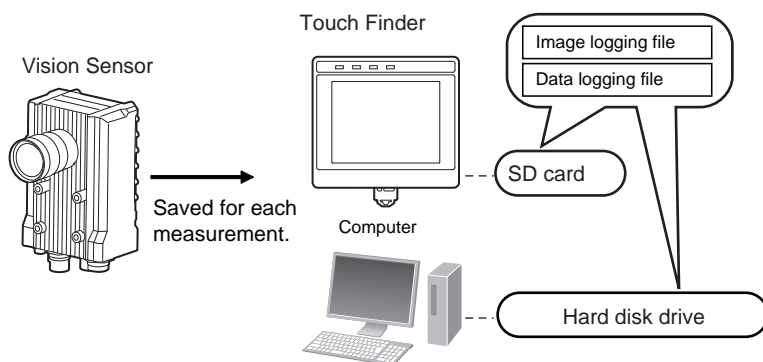 Touch Finder
Image logging file
Data logging file
Vision Sensor
SD card
Saved for each
measurement.
Computer
Hard disk drive